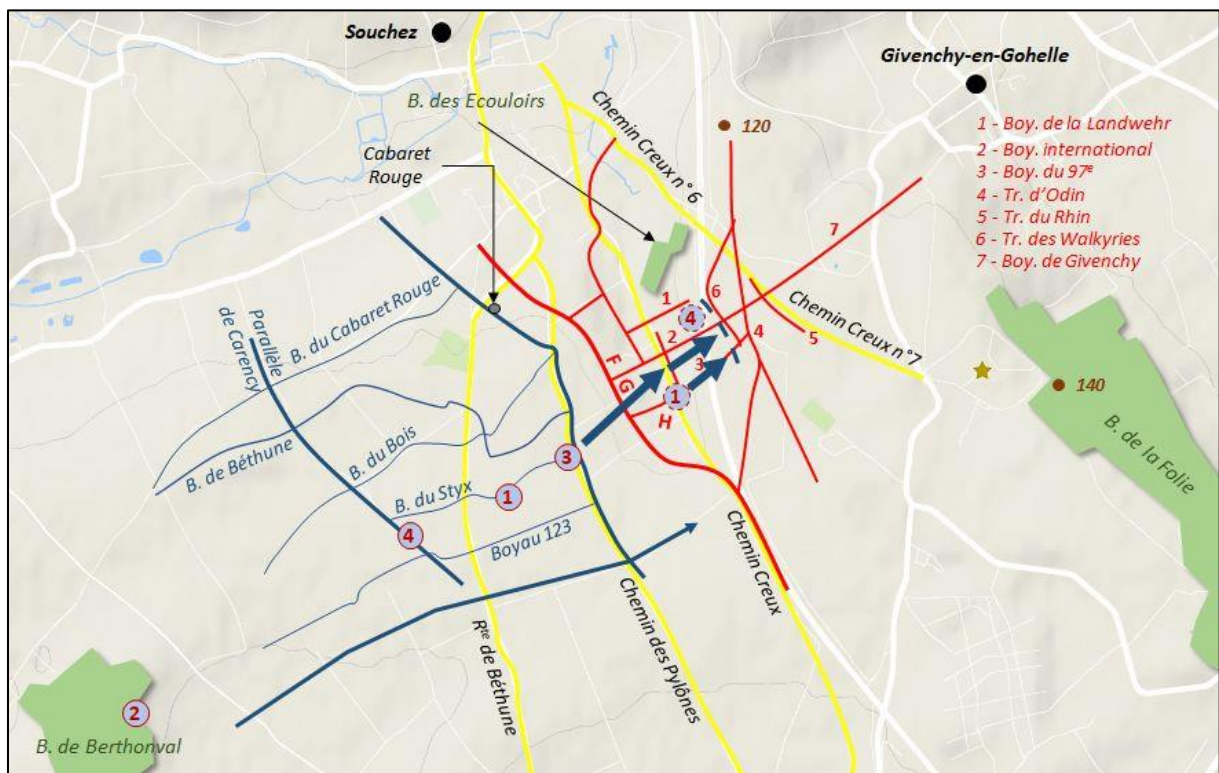 Souchez
Givenchy-en-Gohelle
B. des Ecouloirs
Chemin Creux n° 6
120
1 - Boy. de la Landwehr
2 - Boy. international
3 - Boy. du 97e
4 - Tr. d'Odin
5 - Tr. du Rhin
6 - Tr. des Walkyries
7 - Boy. de Givenchy
Cabaret
Rouge
7
B. du Cabaret Rouge
Parallèle
de Carency
1
6
4
2
F
G
3
4
5
Chemin Creux n°7
H
1
140
B. de la Folie
B. de Béthune
B. du Bois
3
B. du Styx
1
4
Boyau 123
Chemin Creux
Chemin des Pylônes
Rte de Béthune
2
B. de Berthonval